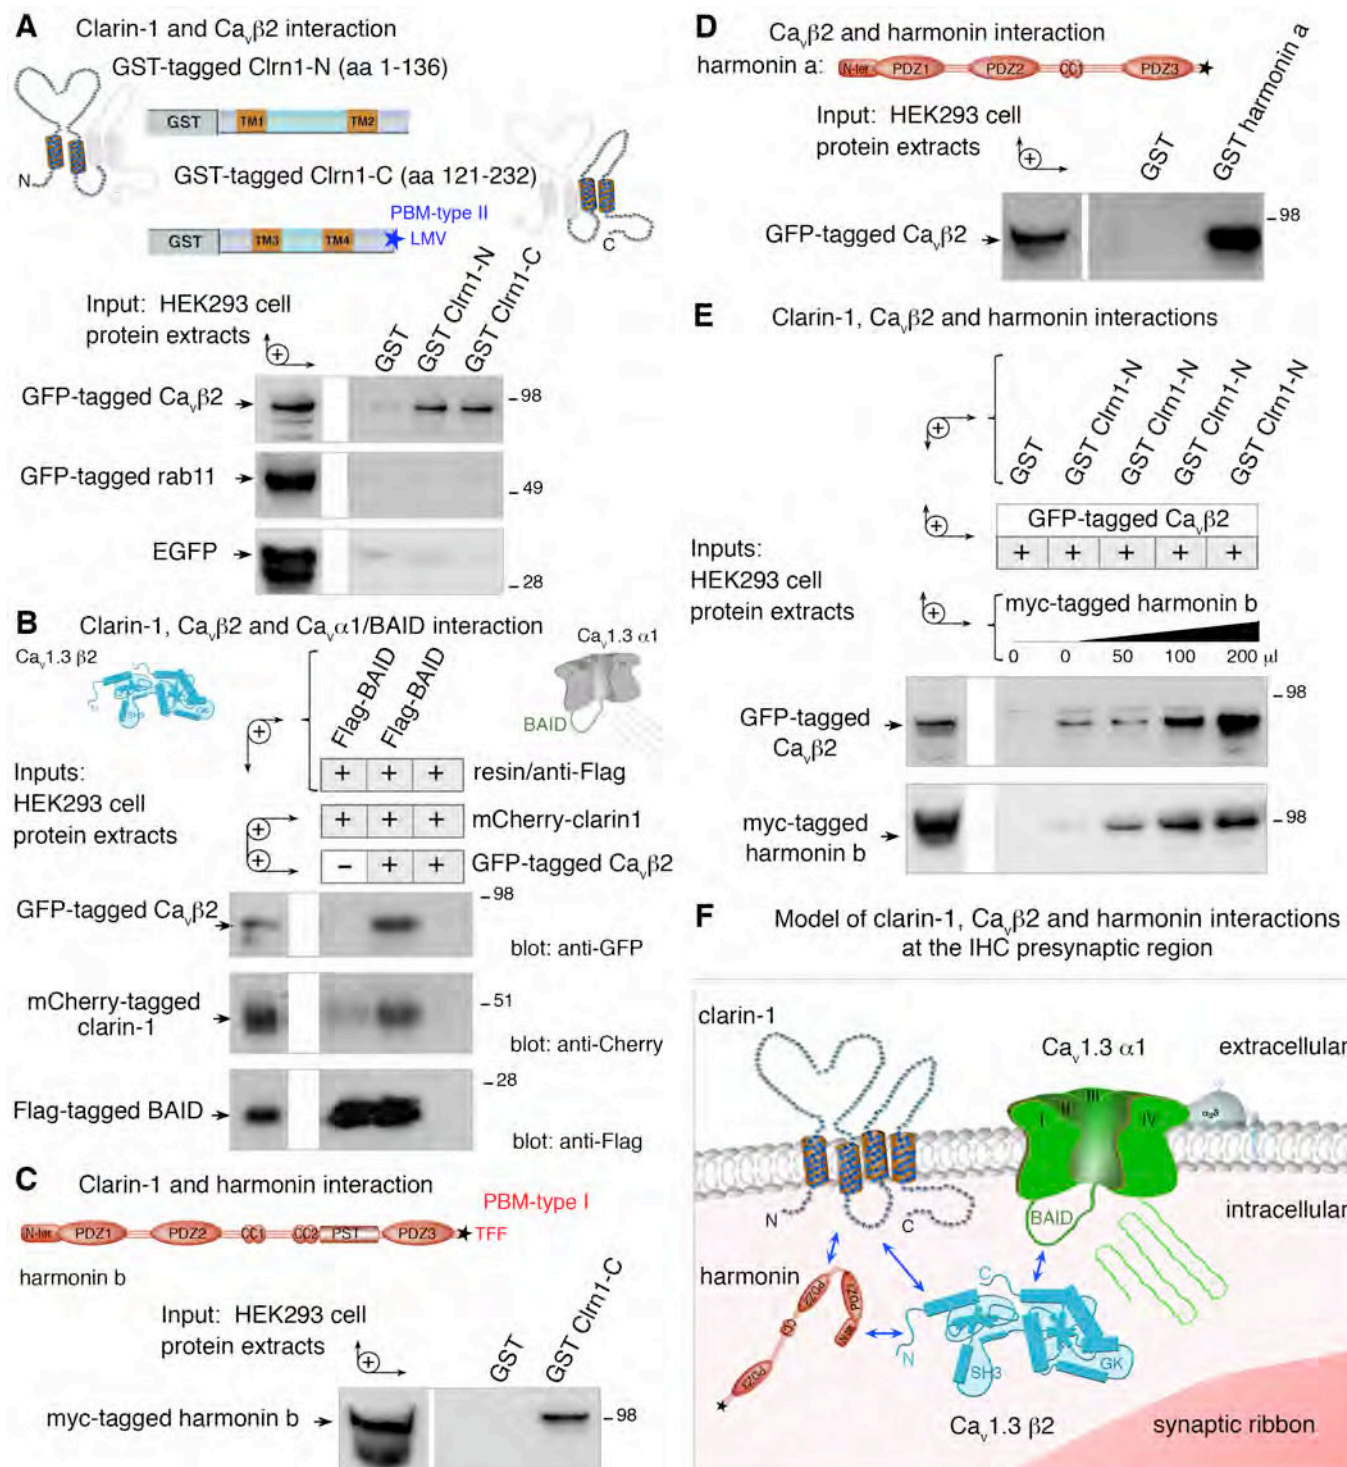 A Clarin-1 and Cavβ2 interaction
GST-tagged Clrn1-N (aa 1-136)
GST TM1 TM2
N
GST-tagged Clrn1-C (aa 121-232)
PBM-type II
GST TM3 TM4 LMV
C
Input: HEK293 cell
protein extracts
+
GST
GST Clrn1-N
GST Clrn1-C
GFP-tagged Cavβ2
98
GFP-tagged rab11
49
EGFP
28
B Clarin-1, Cavβ2 and Cavα1/BAID interaction
Cav1.3 β2
SH3 GK
Cav1.3 α1
BAID
Flag-BAID
Flag-BAID
+
Inputs:
HEK293 cell
protein extracts
+ + + resin/anti-Flag
+ + + + mCherry-clarin1
+ − + + GFP-tagged Cavβ2
GFP-tagged Cavβ2
98
blot: anti-GFP
mCherry-tagged
clarin-1
51
blot: anti-Cherry
Flag-tagged BAID
28
blot: anti-Flag
C Clarin-1 and harmonin interaction
PBM-type I
N-ter PDZ1 PDZ2 CC1 CC2 PST PDZ3 TFF
harmonin b
Input: HEK293 cell
protein extracts
+
GST
GST Clrn1-C
myc-tagged harmonin b
98
D Cavβ2 and harmonin interaction
harmonin a: N-ter PDZ1 PDZ2 CC1 PDZ3
Input: HEK293 cell
protein extracts
+
GST
GST harmonin a
GFP-tagged Cavβ2
98
E Clarin-1, Cavβ2 and harmonin interactions
+
GST
GST Clrn1-N
GST Clrn1-N
GST Clrn1-N
GST Clrn1-N
+ GFP-tagged Cavβ2
+ + + + +
Inputs:
HEK293 cell
protein extracts
+ myc-tagged harmonin b
0 0 50 100 200 µl
GFP-tagged
Cavβ2
98
myc-tagged
harmonin b
98
F Model of clarin-1, Cavβ2 and harmonin interactions
at the IHC presynaptic region
clarin-1
Cav1.3 α1
extracellular
I II III IV α2δ
N C
BAID
intracellular
harmonin
PDZ2 PDZ1 N-ter CC1 PDZ3
N C SH3 GK
Cav1.3 β2
synaptic ribbon